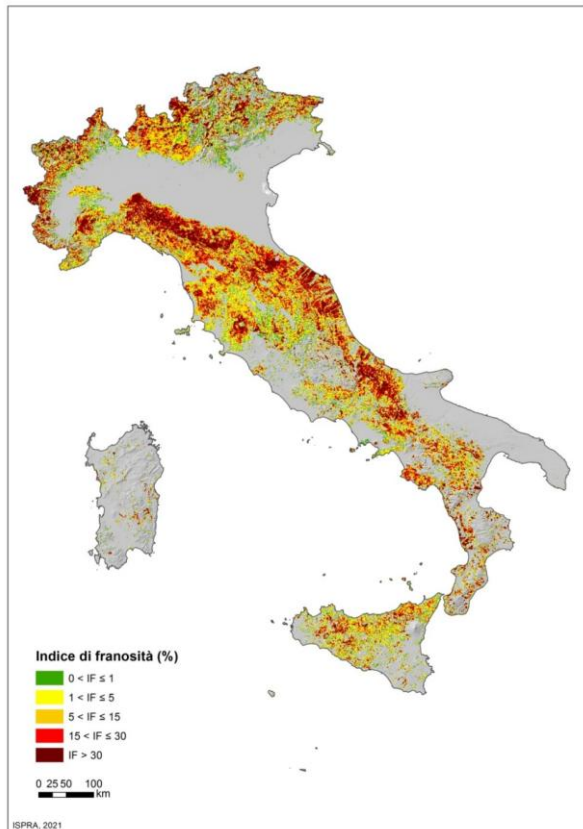 Indice di franosità (%)
0 < IF ≤ 1
1 < IF ≤ 5
5 < IF ≤ 15
15 < IF ≤ 30
IF > 30
0 25 50 100
km
ISPRA, 2021